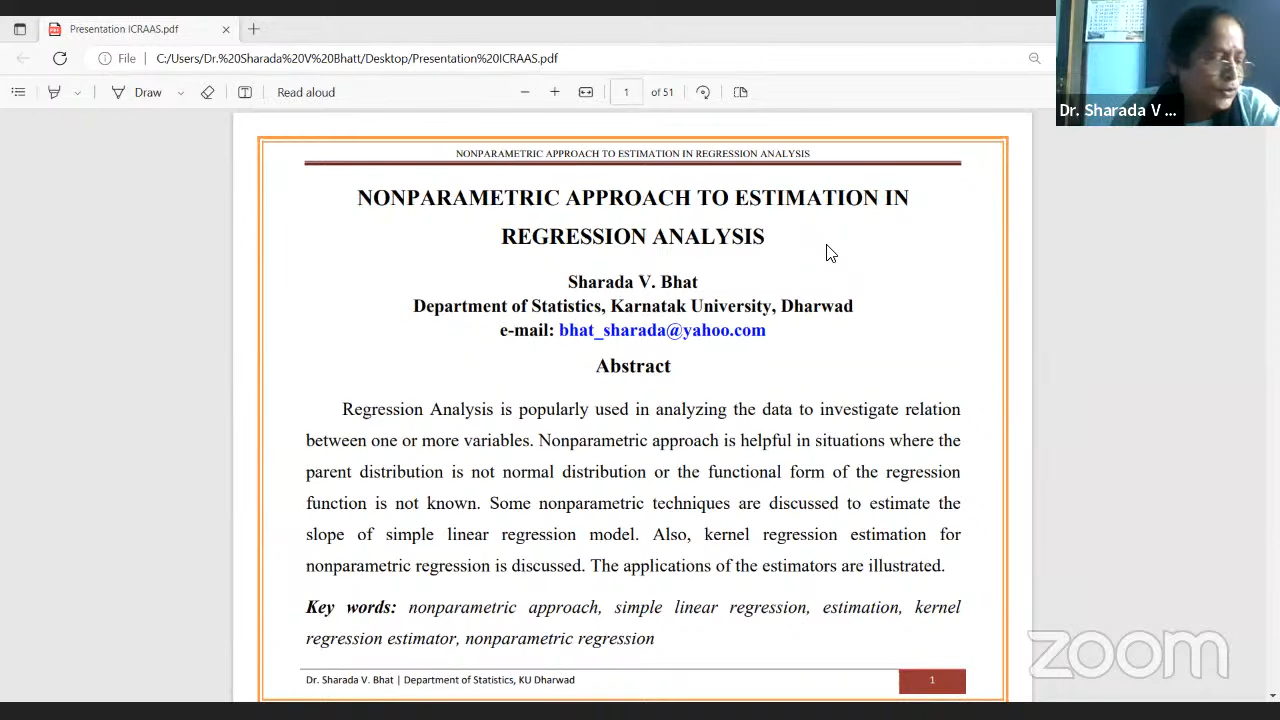 Presentation ICRAAS.pdf
File C:/Users/Dr.%20Sharada%20V%20Bhatt/Desktop/Presentation%20ICRAAS.pdf
Draw Read aloud 1 of 51
Dr. Sharada V ...
NONPARAMETRIC APPROACH TO ESTIMATION IN REGRESSION ANALYSIS
NONPARAMETRIC APPROACH TO ESTIMATION IN
REGRESSION ANALYSIS
Sharada V. Bhat
Department of Statistics, Karnatak University, Dharwad
e-mail: bhat_sharada@yahoo.com
Abstract
Regression Analysis is popularly used in analyzing the data to investigate relation
between one or more variables. Nonparametric approach is helpful in situations where the
parent distribution is not normal distribution or the functional form of the regression
function is not known. Some nonparametric techniques are discussed to estimate the
slope of simple linear regression model. Also, kernel regression estimation for
nonparametric regression is discussed. The applications of the estimators are illustrated.
Key words: nonparametric approach, simple linear regression, estimation, kernel
regression estimator, nonparametric regression
Dr. Sharada V. Bhat | Department of Statistics, KU Dharwad 1
zoom